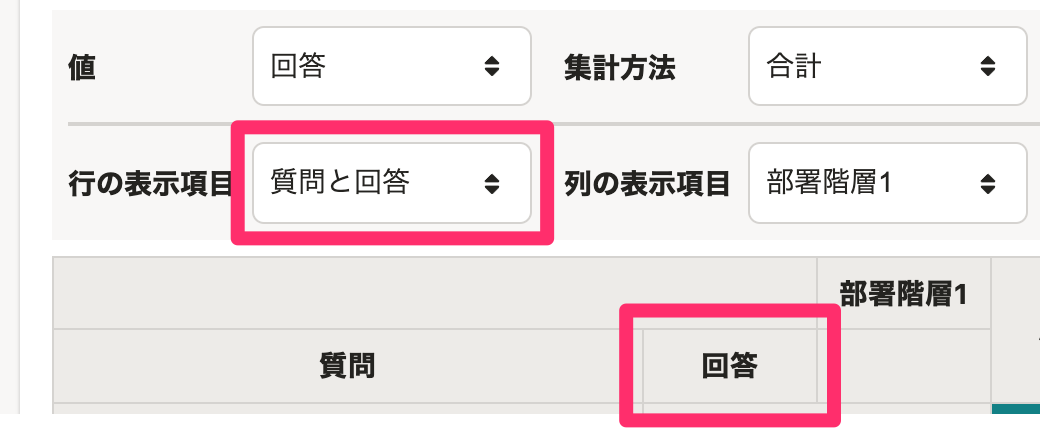 値 回答 集計方法 合計
行の表示項目 質問と回答 列の表示項目 部署階層1
部署階層1
質問 回答